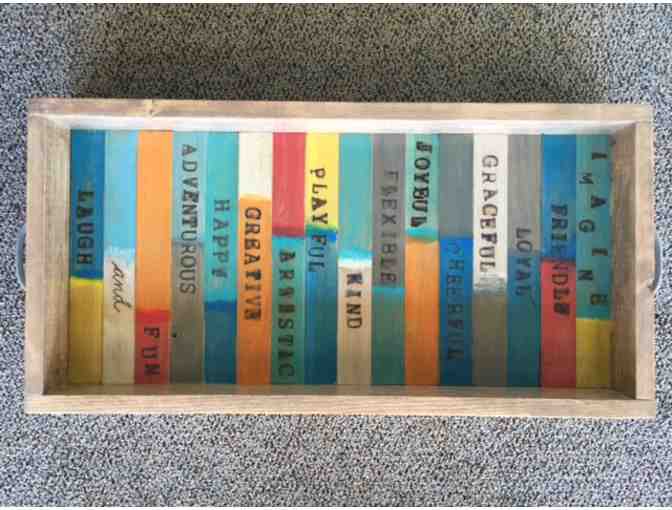 LAUGH
and
FUN
ADVENTUROUS
HAPPY
CREATIVE
ARTISTIC
PLAYFUL
KIND
FLEXIBLE
JOYFUL
CHEERFUL
GRACEFUL
LOYAL
FRIENDLY
IMAGINE